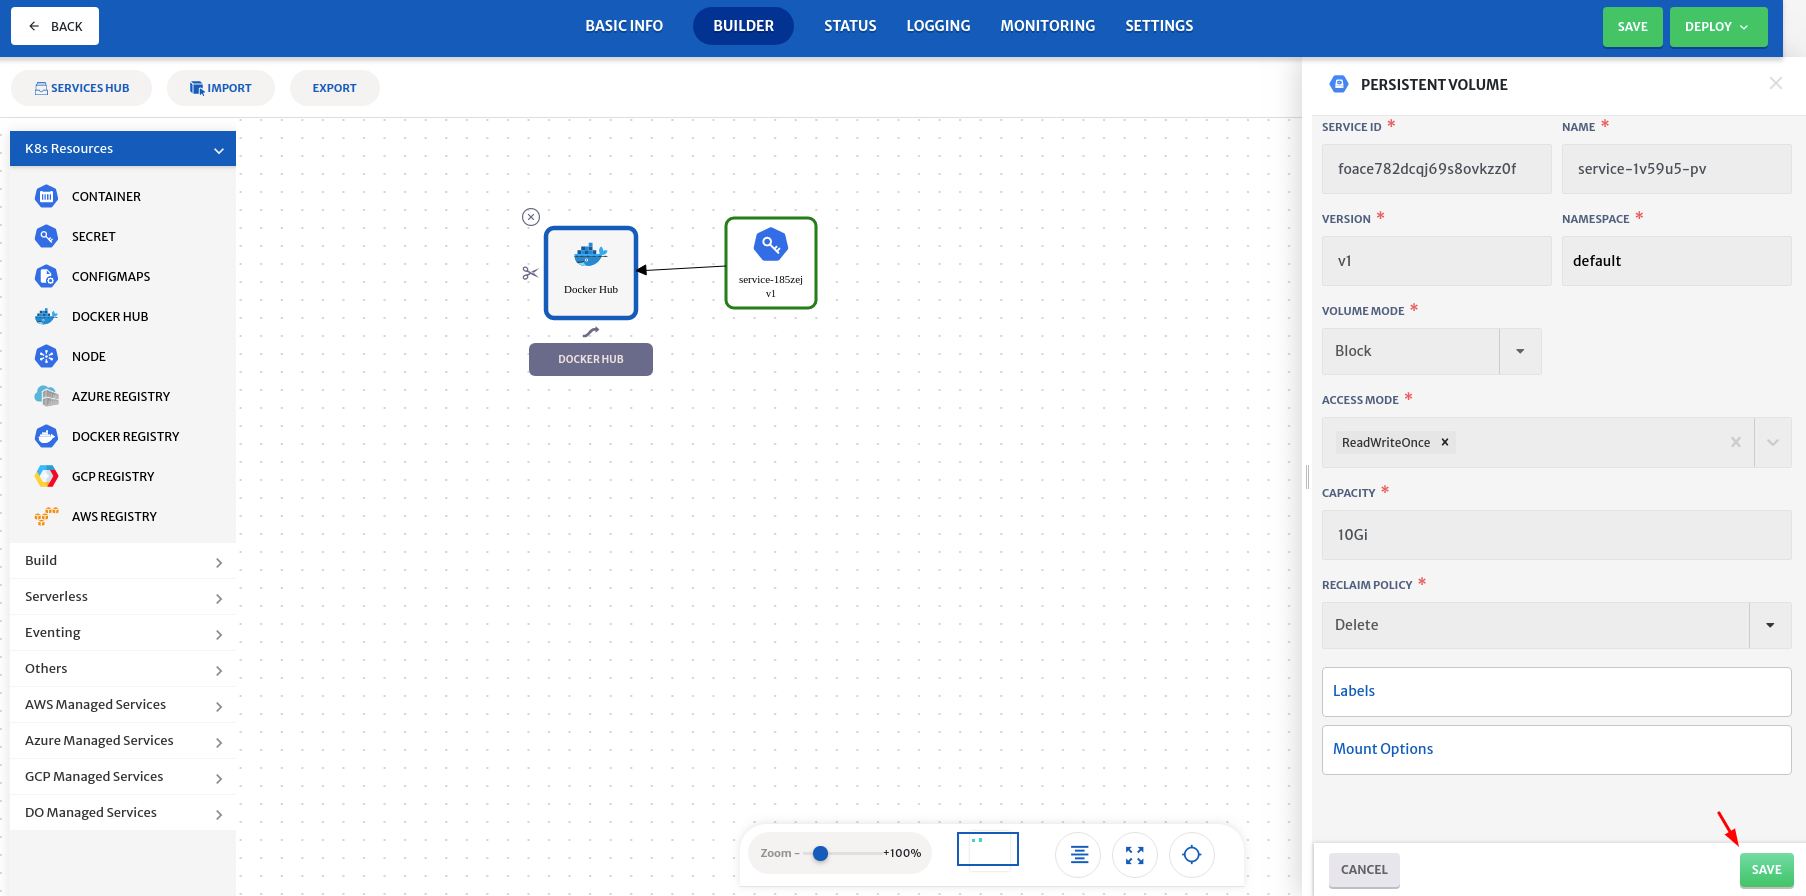 BACK
BASIC INFO
BUILDER
STATUS
LOGGING
MONITORING
SETTINGS
SAVE
DEPLOY
SERVICES HUB
IMPORT
EXPORT
K8s Resources
CONTAINER
SECRET
CONFIGMAPS
DOCKER HUB
NODE
AZURE REGISTRY
DOCKER REGISTRY
GCP REGISTRY
AWS REGISTRY
Build
Serverless
Eventing
Others
AWS Managed Services
Azure Managed Services
GCP Managed Services
DO Managed Services
Docker Hub
DOCKER HUB
service-185zej
v1
Zoom - +100%
PERSISTENT VOLUME
SERVICE ID * NAME *
foace782dcqj69s8ovkzz0f service-1v59u5-pv
VERSION * NAMESPACE *
v1 default
VOLUME MODE *
Block
ACCESS MODE *
ReadWriteOnce
CAPACITY *
10Gi
RECLAIM POLICY *
Delete
Labels
Mount Options
CANCEL
SAVE